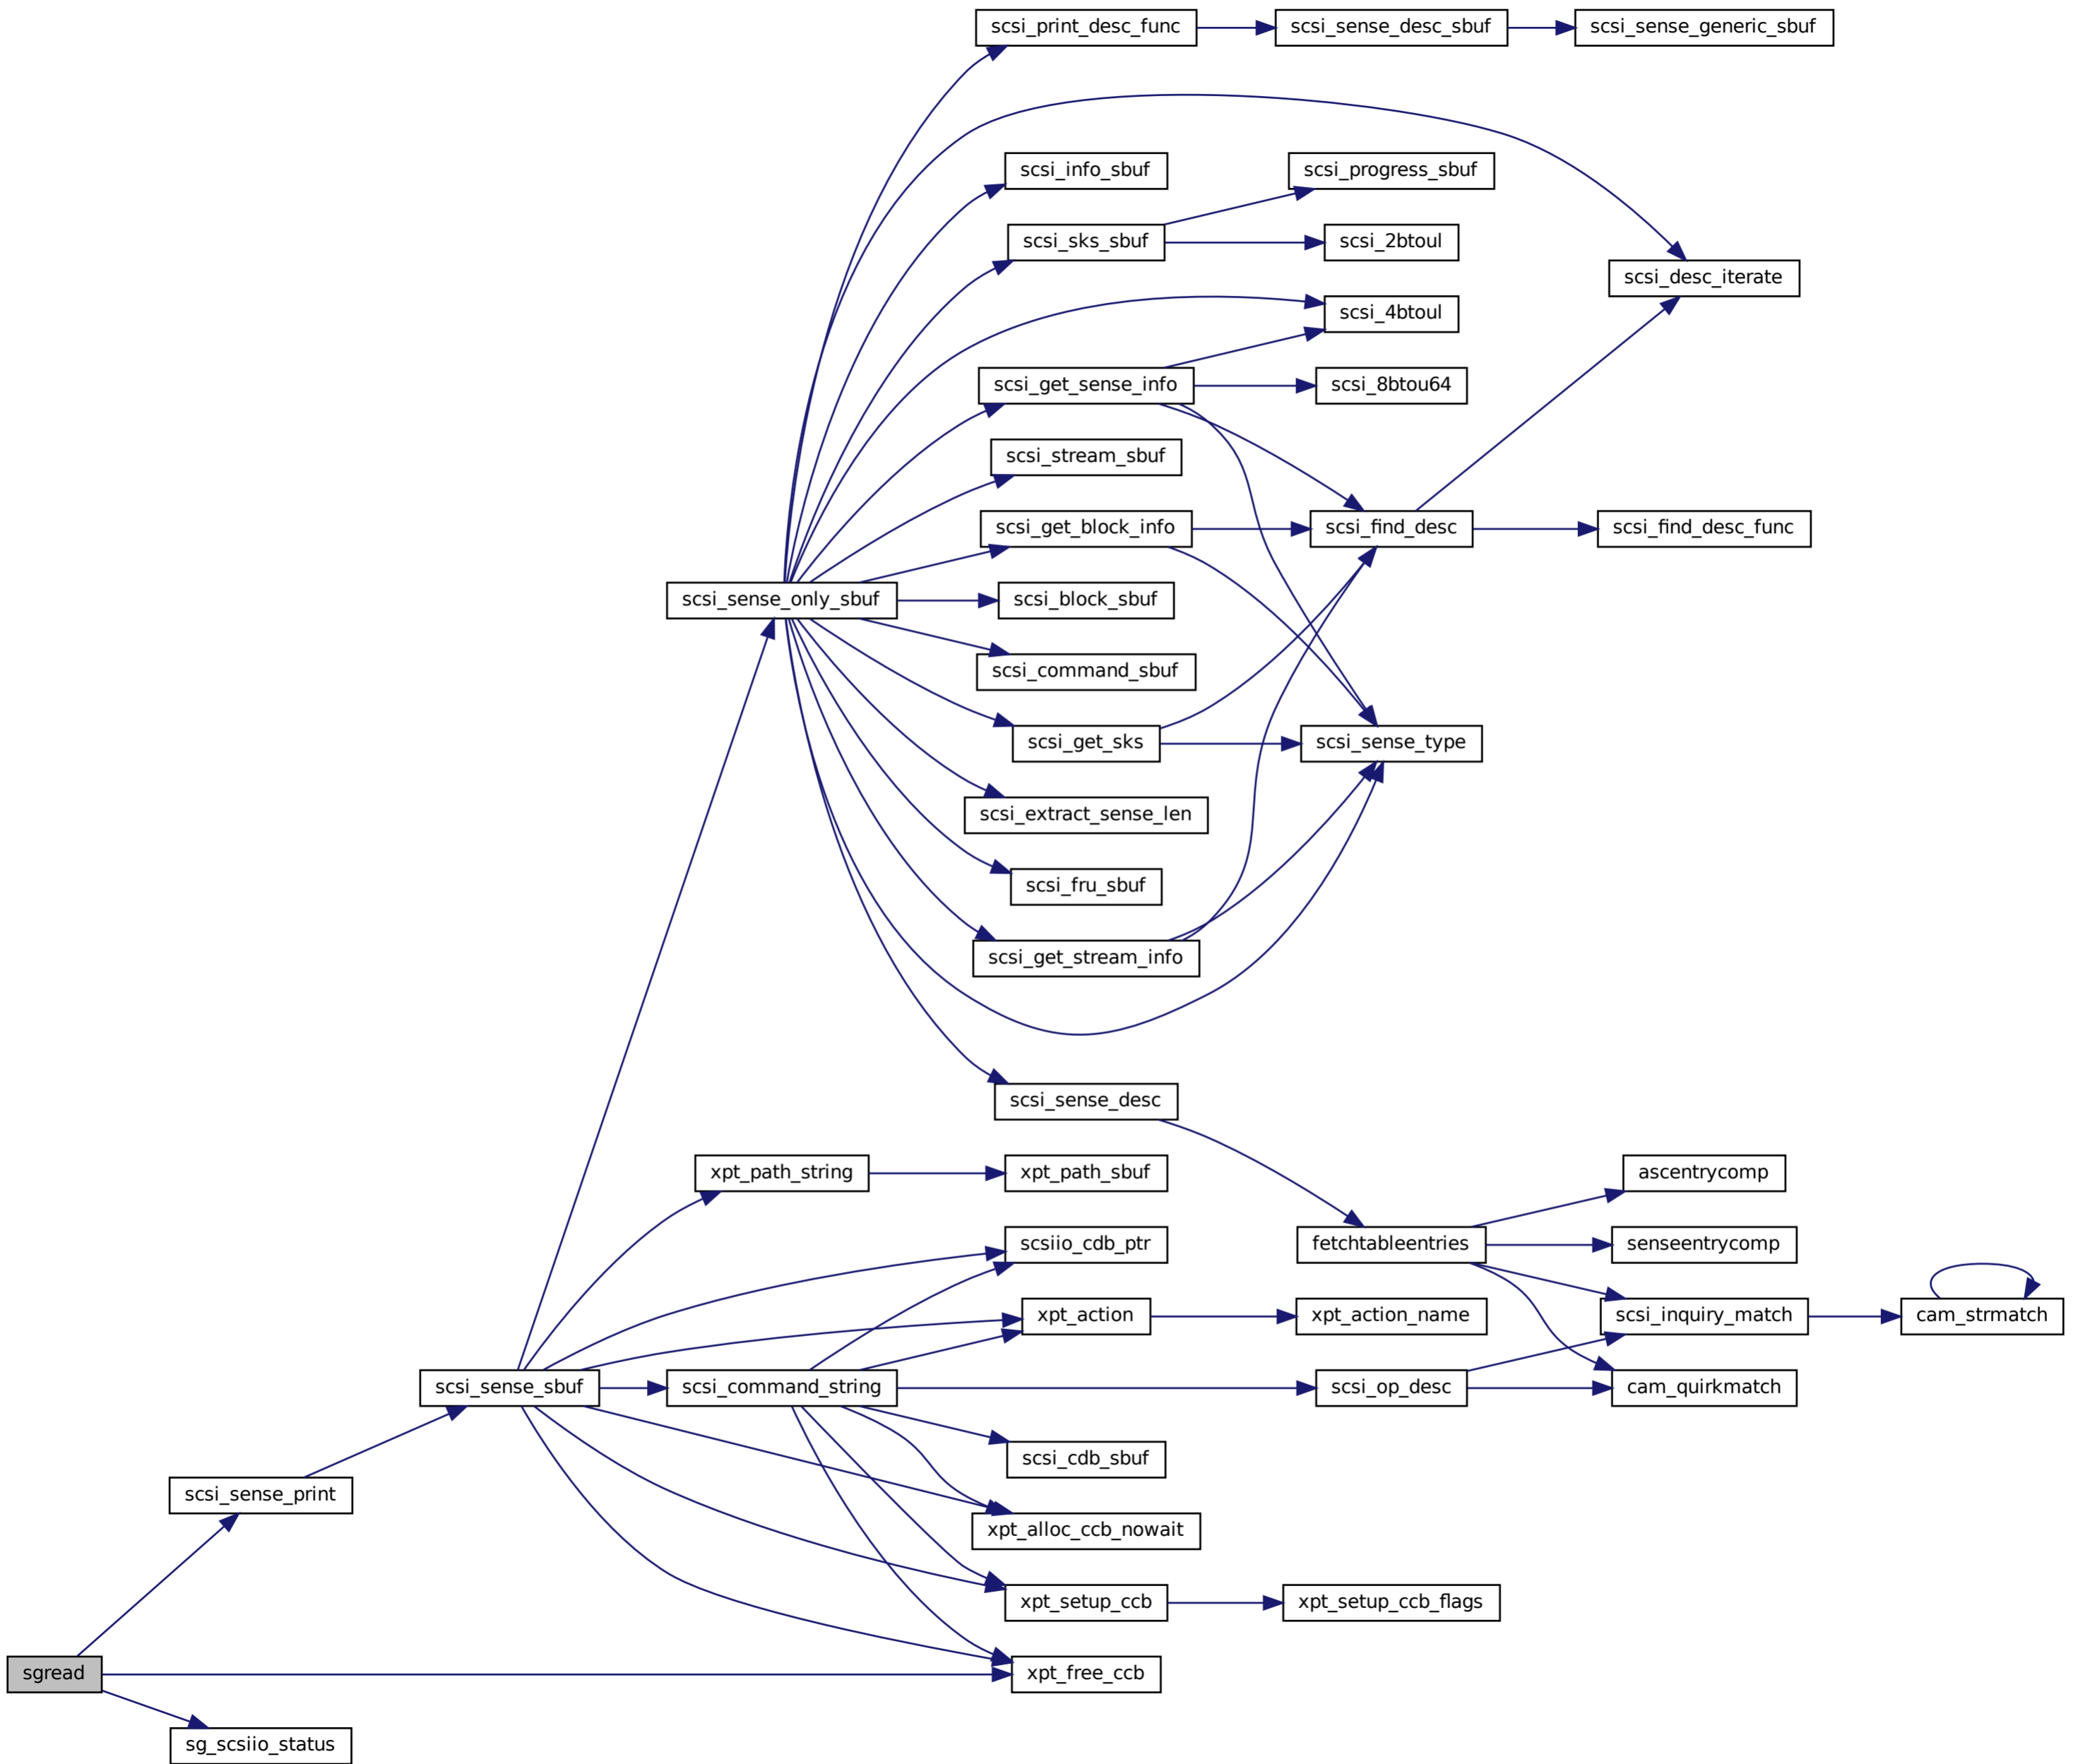 scsi_print_desc_func
scsi_sense_desc_sbuf
scsi_sense_generic_sbuf
scsi_info_sbuf
scsi_progress_sbuf
scsi_sks_sbuf
scsi_2btoul
scsi_desc_iterate
scsi_4btoul
scsi_get_sense_info
scsi_8btou64
scsi_stream_sbuf
scsi_get_block_info
scsi_find_desc
scsi_find_desc_func
scsi_sense_only_sbuf
scsi_block_sbuf
scsi_command_sbuf
scsi_get_sks
scsi_sense_type
scsi_extract_sense_len
scsi_fru_sbuf
scsi_get_stream_info
scsi_sense_desc
xpt_path_string
xpt_path_sbuf
ascentrycomp
scsiio_cdb_ptr
fetchtableentries
senseentrycomp
xpt_action
xpt_action_name
scsi_inquiry_match
cam_strmatch
scsi_sense_sbuf
scsi_command_string
scsi_op_desc
cam_quirkmatch
scsi_cdb_sbuf
scsi_sense_print
xpt_alloc_ccb_nowait
xpt_setup_ccb
xpt_setup_ccb_flags
sgread
xpt_free_ccb
sg_scsiio_status